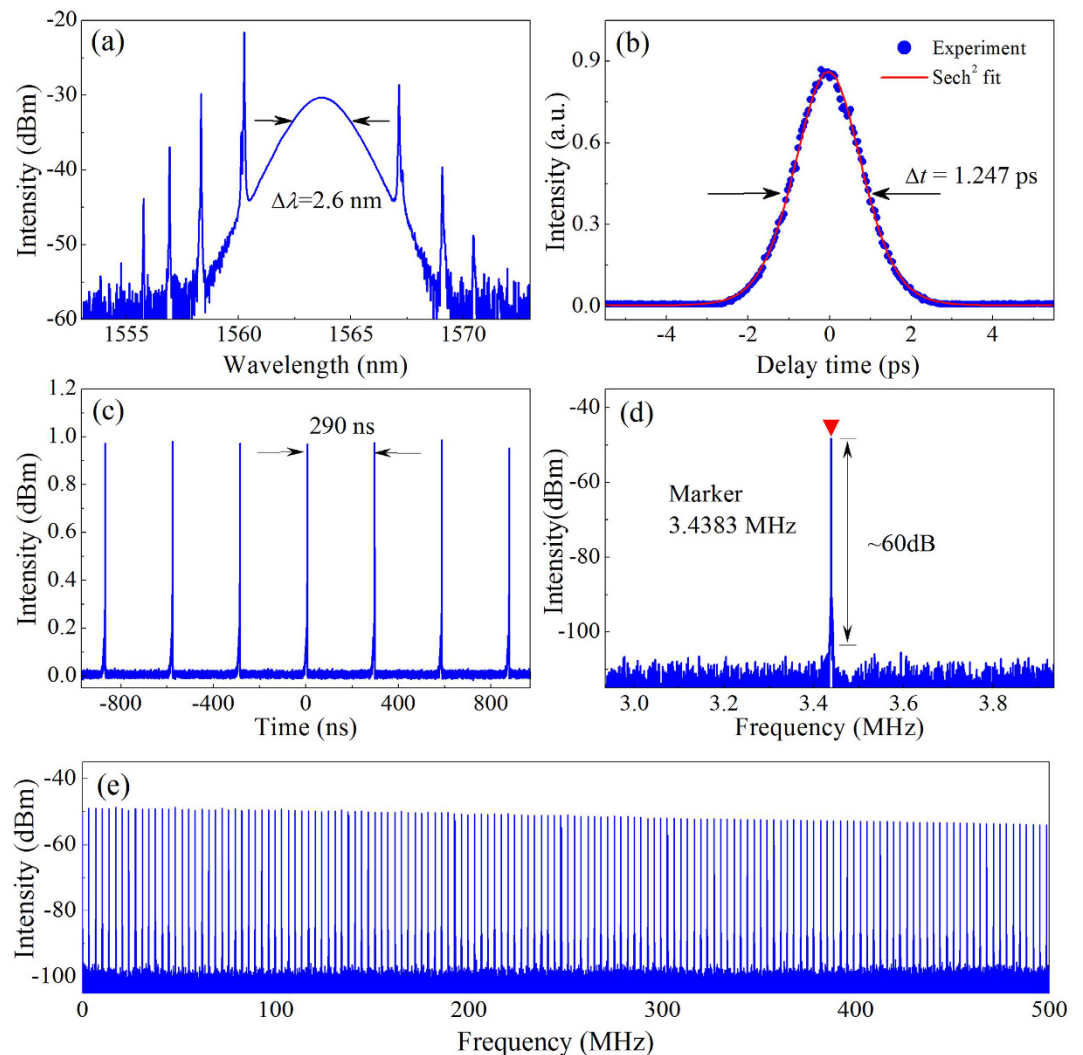 (a)
-20
-30
-40
-50
-60
Intensity (dBm)
Δλ=2.6 nm
1555
1560
1565
1570
Wavelength (nm)
(b)
Experiment
Sech² fit
0.9
0.6
0.3
0.0
Intensity (a.u.)
Δt = 1.247 ps
-4
-2
0
2
4
Delay time (ps)
(c)
1.2
1.0
0.8
0.6
0.4
0.2
0.0
Intensity (dBm)
290 ns
-800
-400
0
400
800
Time (ns)
(d)
-40
-60
-80
-100
Intensity(dBm)
Marker
3.4383 MHz
~60dB
3.0
3.2
3.4
3.6
3.8
Frequency (MHz)
(e)
-40
-60
-80
-100
Intensity (dBm)
0
100
200
300
400
500
Frequency (MHz)